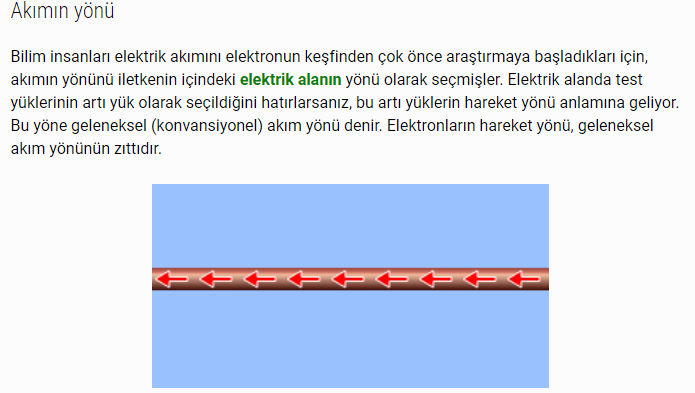 Akımın yönü
Bilim insanları elektrik akımını elektronun keşfinden çok önce araştırmaya başladıkları için,
akımın yönünü iletkenin içindeki elektrik alanın yönü olarak seçmişler. Elektrik alanda test
yüklerinin artı yük olarak seçildiğini hatırlarsanız, bu artı yüklerin hareket yönü anlamına geliyor.
Bu yöne geleneksel (konvansiyonel) akım yönü denir. Elektronların hareket yönü, geleneksel
akım yönünün zıttıdır.